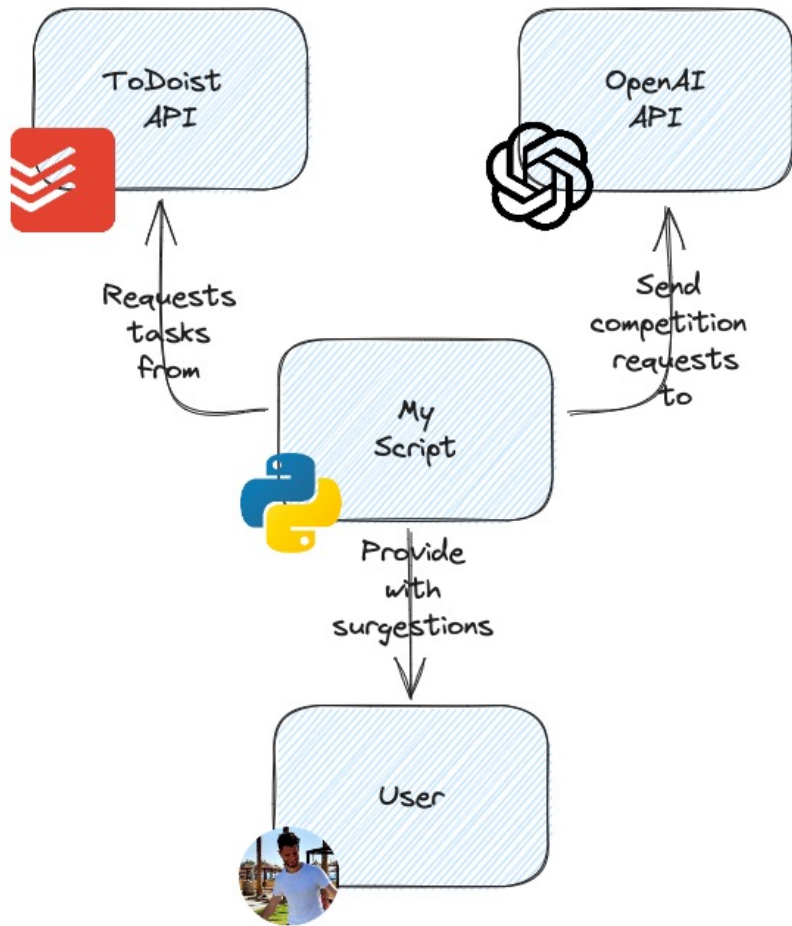 ToDoist
API
OpenAI
API
Requests
tasks
from
Send
competition
requests
to
My
Script
Provide
with
surgestions
User